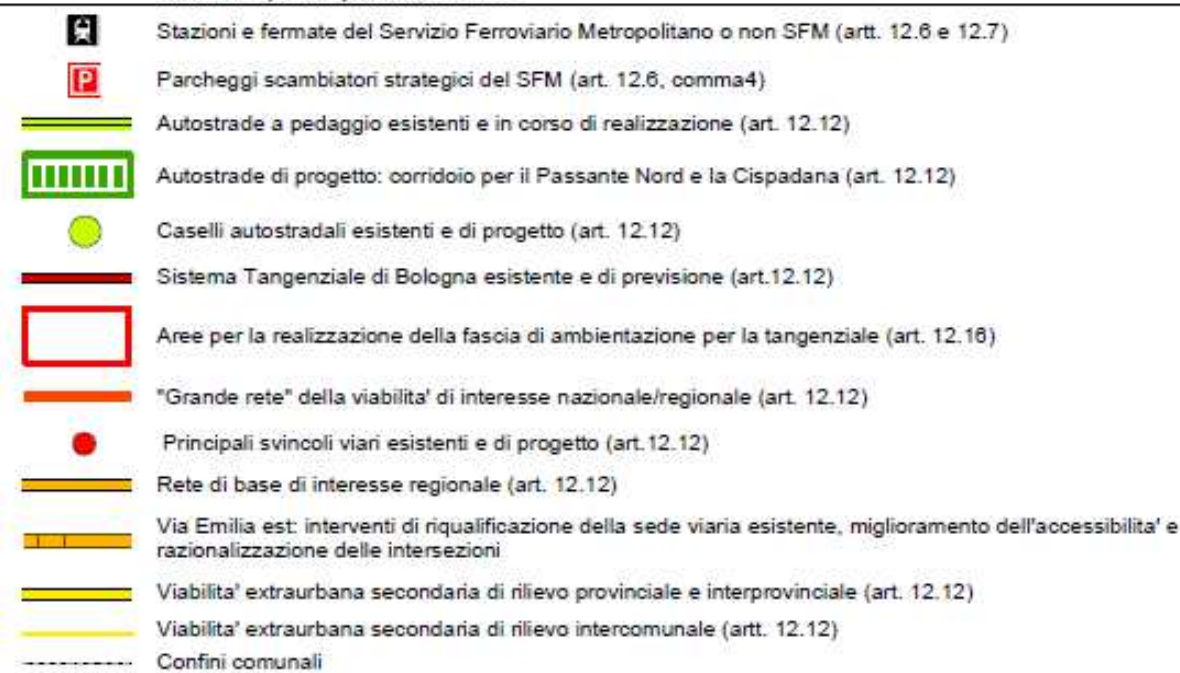 Stazioni e fermate del Servizio Ferroviario Metropolitano o non SFM (artt. 12.6 e 12.7)
P
Parcheggi scambiatori strategici del SFM (art. 12.6, comma4)
Autostrade a pedaggio esistenti e in corso di realizzazione (art. 12.12)
Autostrade di progetto: corridoio per il Passante Nord e la Cispadana (art. 12.12)
Caselli autostradali esistenti e di progetto (art. 12.12)
Sistema Tangenziale di Bologna esistente e di previsione (art.12.12)
Aree per la realizzazione della fascia di ambientazione per la tangenziale (art. 12.16)
"Grande rete" della viabilita' di interesse nazionale/regionale (art. 12.12)
Principali svincoli viari esistenti e di progetto (art.12.12)
Rete di base di interesse regionale (art. 12.12)
Via Emilia est: interventi di riqualificazione della sede viaria esistente, miglioramento dell'accessibilita' e
razionalizzazione delle intersezioni
Viabilita' extraurbana secondaria di rilievo provinciale e interprovinciale (art. 12.12)
Viabilita' extraurbana secondaria di rilievo intercomunale (artt. 12.12)
Confini comunali